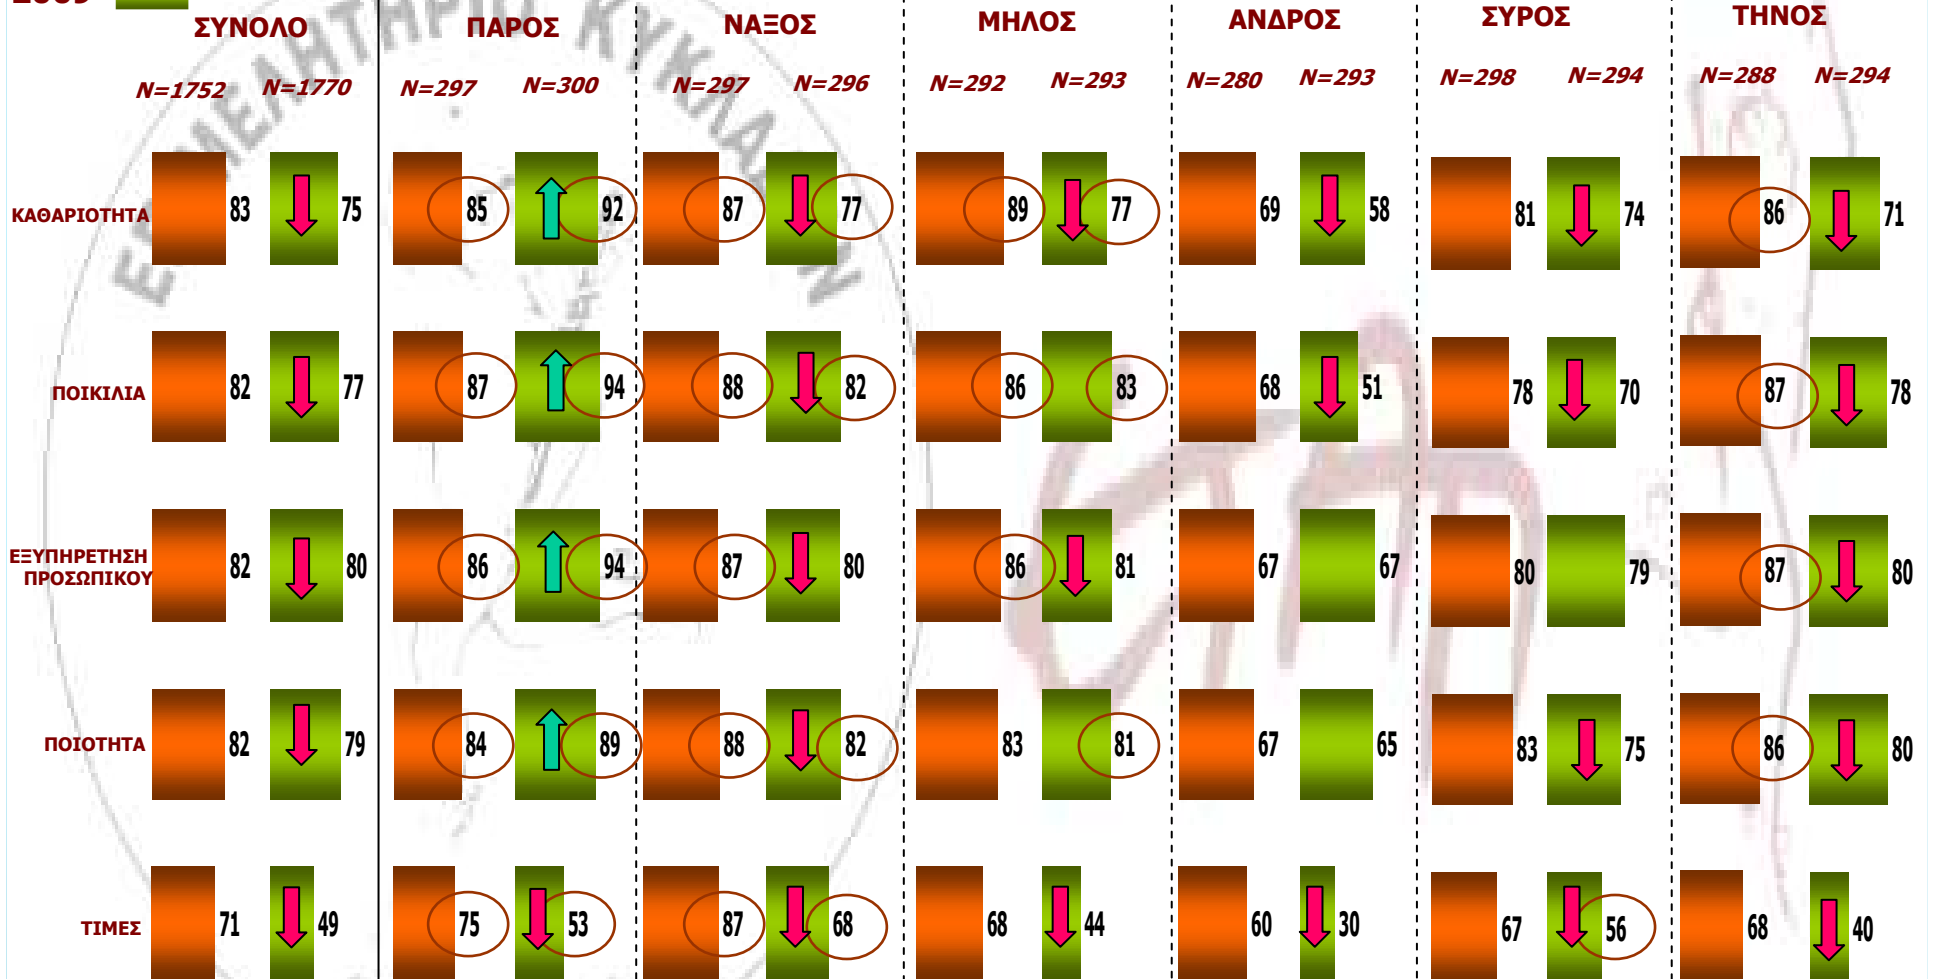 2009
ΣΥΝΟΛΟ ΠΑΡΟΣ ΝΑΞΟΣ ΜΗΛΟΣ ΑΝΔΡΟΣ ΣΥΡΟΣ ΤΗΝΟΣ
N=1752 N=1770 N=297 N=300 N=297 N=296 N=292 N=293 N=280 N=293 N=298 N=294 N=288 N=294
ΚΑΘΑΡΙΟΤΗΤΑ 83 75 85 92 87 77 89 77 69 58 81 74 86 71
ΠΟΙΚΙΛΙΑ 82 77 87 94 88 82 86 83 68 51 78 70 87 78
ΕΞΥΠΗΡΕΤΗΣΗ
ΠΡΟΣΩΠΙΚΟΥ 82 80 86 94 87 80 86 81 67 67 80 79 87 80
ΠΟΙΟΤΗΤΑ 82 79 84 89 88 82 83 81 67 65 83 75 86 80
ΤΙΜΕΣ 71 49 75 53 87 68 68 44 60 30 67 56 68 40